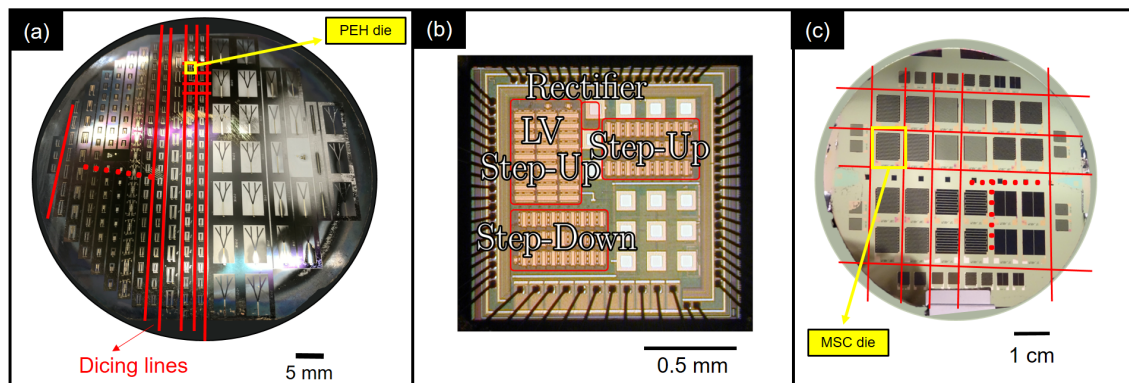 (a)
PEH die
Dicing lines
5 mm
(b)
Rectifier
LV
Step-Up
Step-Up
Step-Down
0.5 mm
(c)
MSC die
1 cm